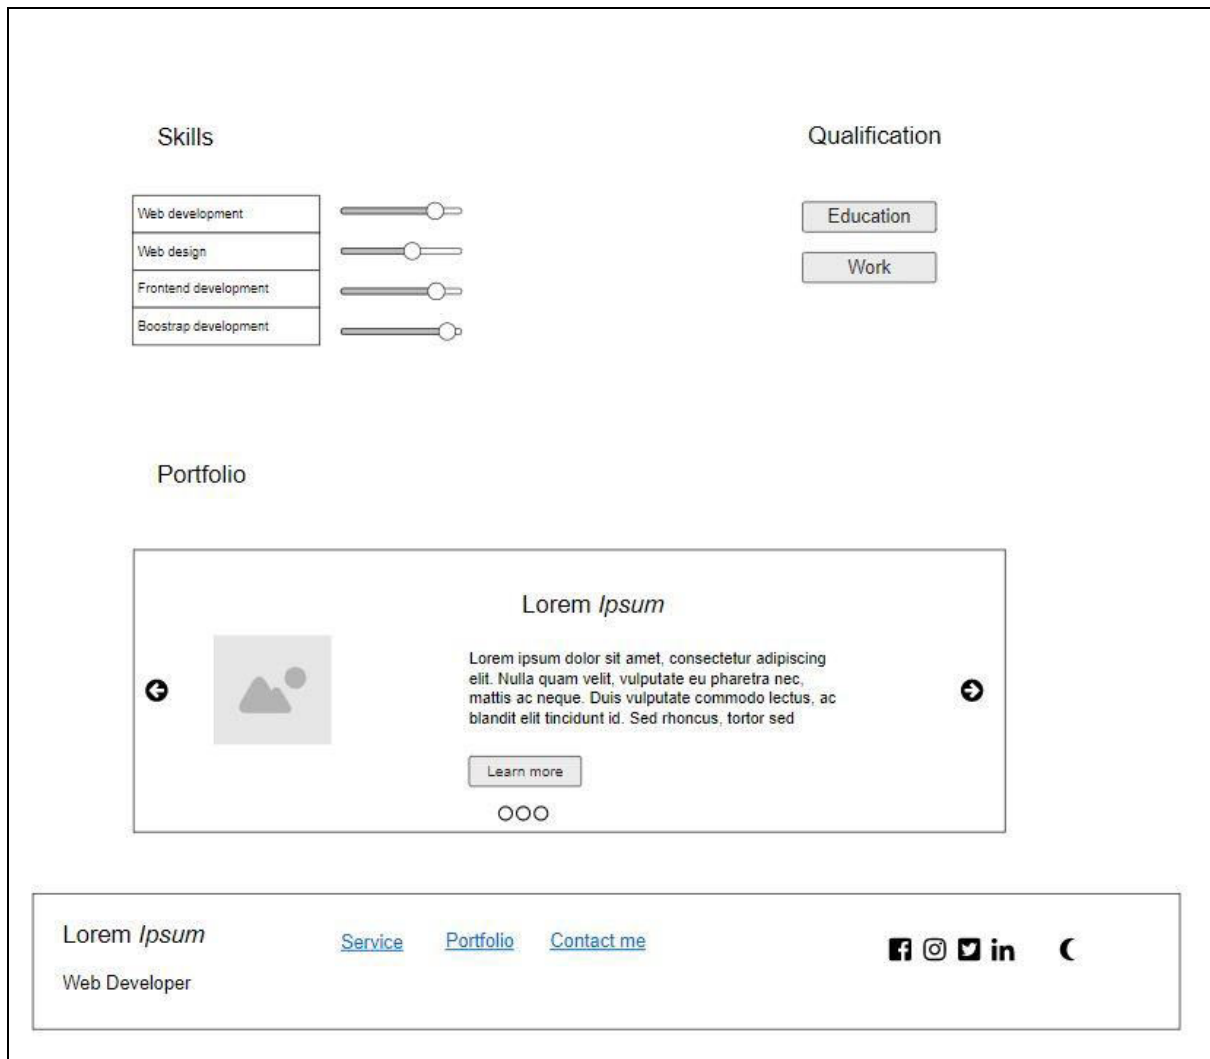 Skills
Qualification
Web development
Web design
Frontend development
Boostrap development
Education
Work
Portfolio
Lorem Ipsum
Lorem ipsum dolor sit amet, consectetur adipiscing
elit. Nulla quam velit, vulputate eu pharetra nec,
mattis ac neque. Duis vulputate commodo lectus, ac
blandit elit tincidunt id. Sed rhoncus, tortor sed
Learn more
Lorem Ipsum
Web Developer
Service
Portfolio
Contact me